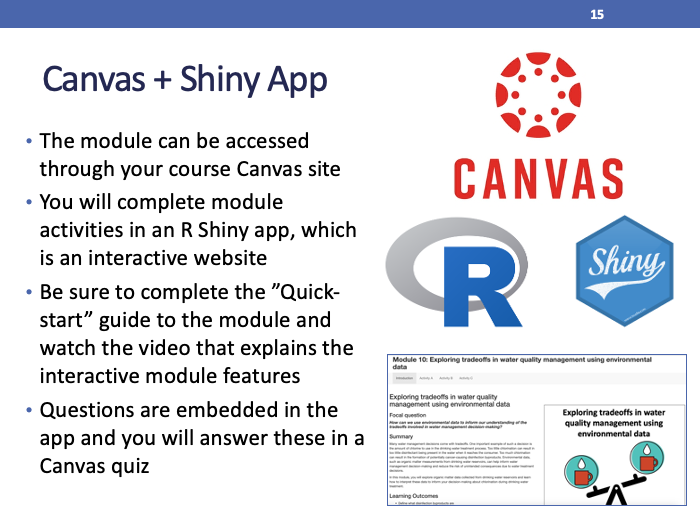 15
Canvas + Shiny App
• The module can be accessed
through your course Canvas site
• You will complete module
activities in an R Shiny app, which
is an interactive website
• Be sure to complete the ”Quick-
start” guide to the module and
watch the video that explains the
interactive module features
• Questions are embedded in the
app and you will answer these in a
Canvas quiz
CANVAS
R
Shiny
Module 10: Exploring tradeoffs in water quality management using environmental
data
Introduction Activity A Activity B Activity C
Exploring tradeoffs in water quality
management using environmental data
Focal question
How can we use environmental data to inform our understanding of the
tradeoffs involved in water management decision making?
Summary
Learning Outcomes
Exploring tradeoffs in water
quality management using
environmental data